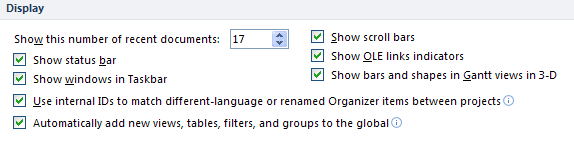 Display
Show this number of recent documents: 17
Show status bar
Show windows in Taskbar
Show scroll bars
Show OLE links indicators
Show bars and shapes in Gantt views in 3-D
Use internal IDs to match different-language or renamed Organizer items between projects
Automatically add new views, tables, filters, and groups to the global